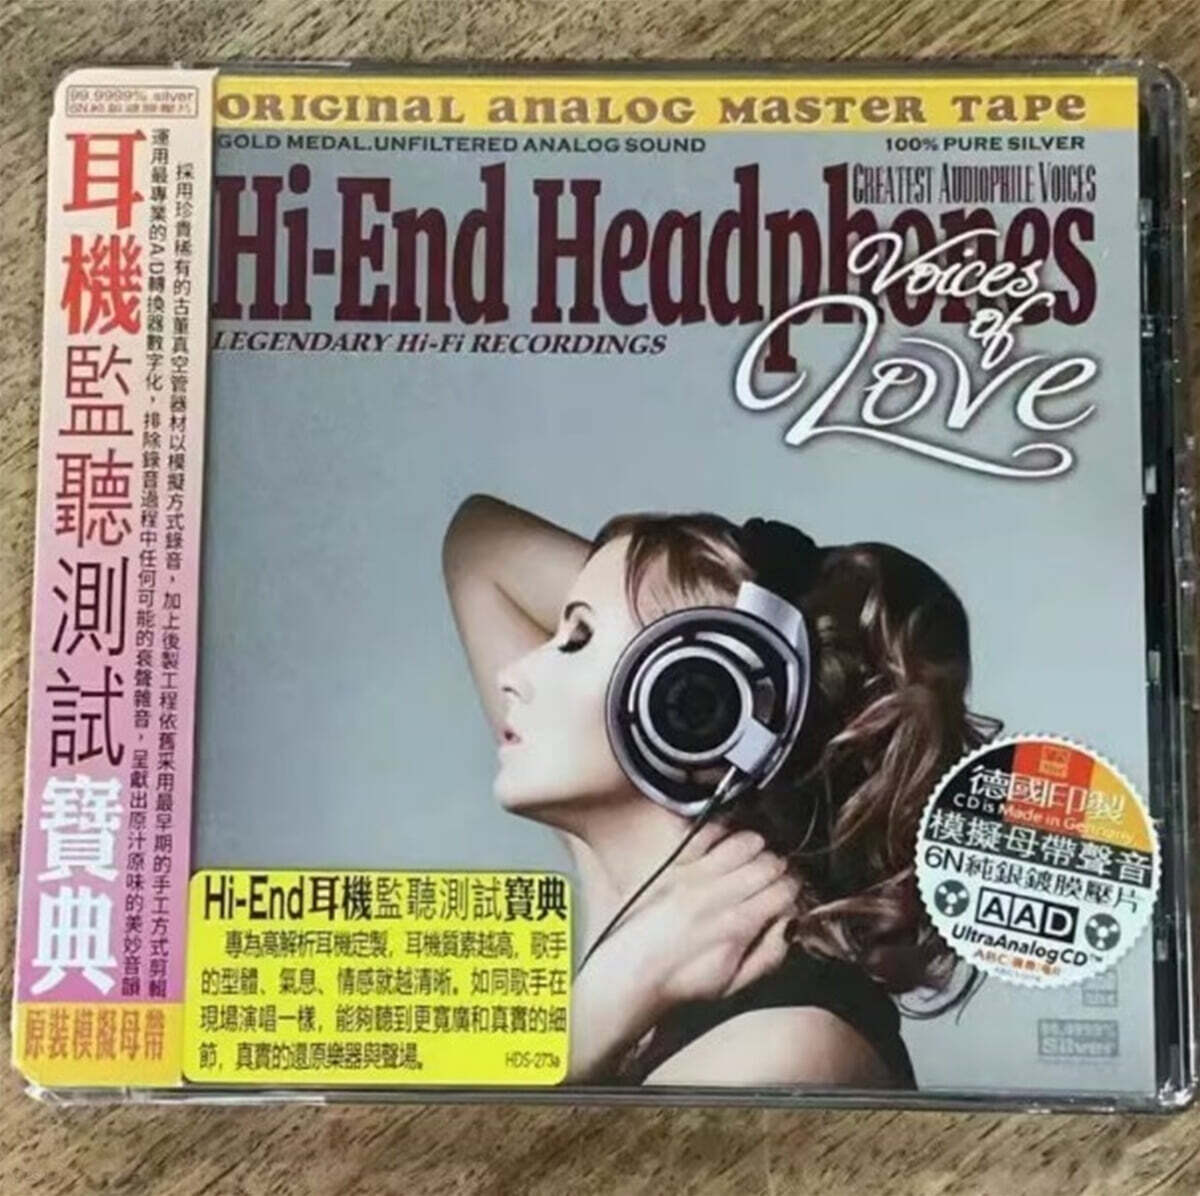 99.9999% silver
6N純銀鍍膜壓片
耳機監聽測試寶典
採用珍貴稀有的古董真空管器材以模擬方式錄音，加上後製工程依舊采用最早期的手工方式剪輯
運用最專業的A/D轉換器數字化，排除錄音過程中任何可能的衰聲雜音，呈獻出原汁原味的美妙音韻
原裝模擬母帶
ORIGINAL ANALOG MASTER TAPE
GOLD MEDAL.UNFILTERED ANALOG SOUND
100% PURE SILVER
Hi-End Headphones
GREATEST AUDIOPHILE VOICES
LEGENDARY Hi-Fi RECORDINGS
Voices
of
Love
德國印製
CD is Made in Germany
模擬母帶聲音
6N純銀鍍膜壓片
AAD
UltraAnalogCD™
Hi-End耳機監聽測試寶典
專為高解析耳機定製，耳機質素越高，歌手
的型體、氣息、情感就越清晰。如同歌手在
現場演唱一樣，能夠聽到更寬廣和真實的細
節，真實的還原樂器與聲場。
HDS-273a
99.9999%
Silver